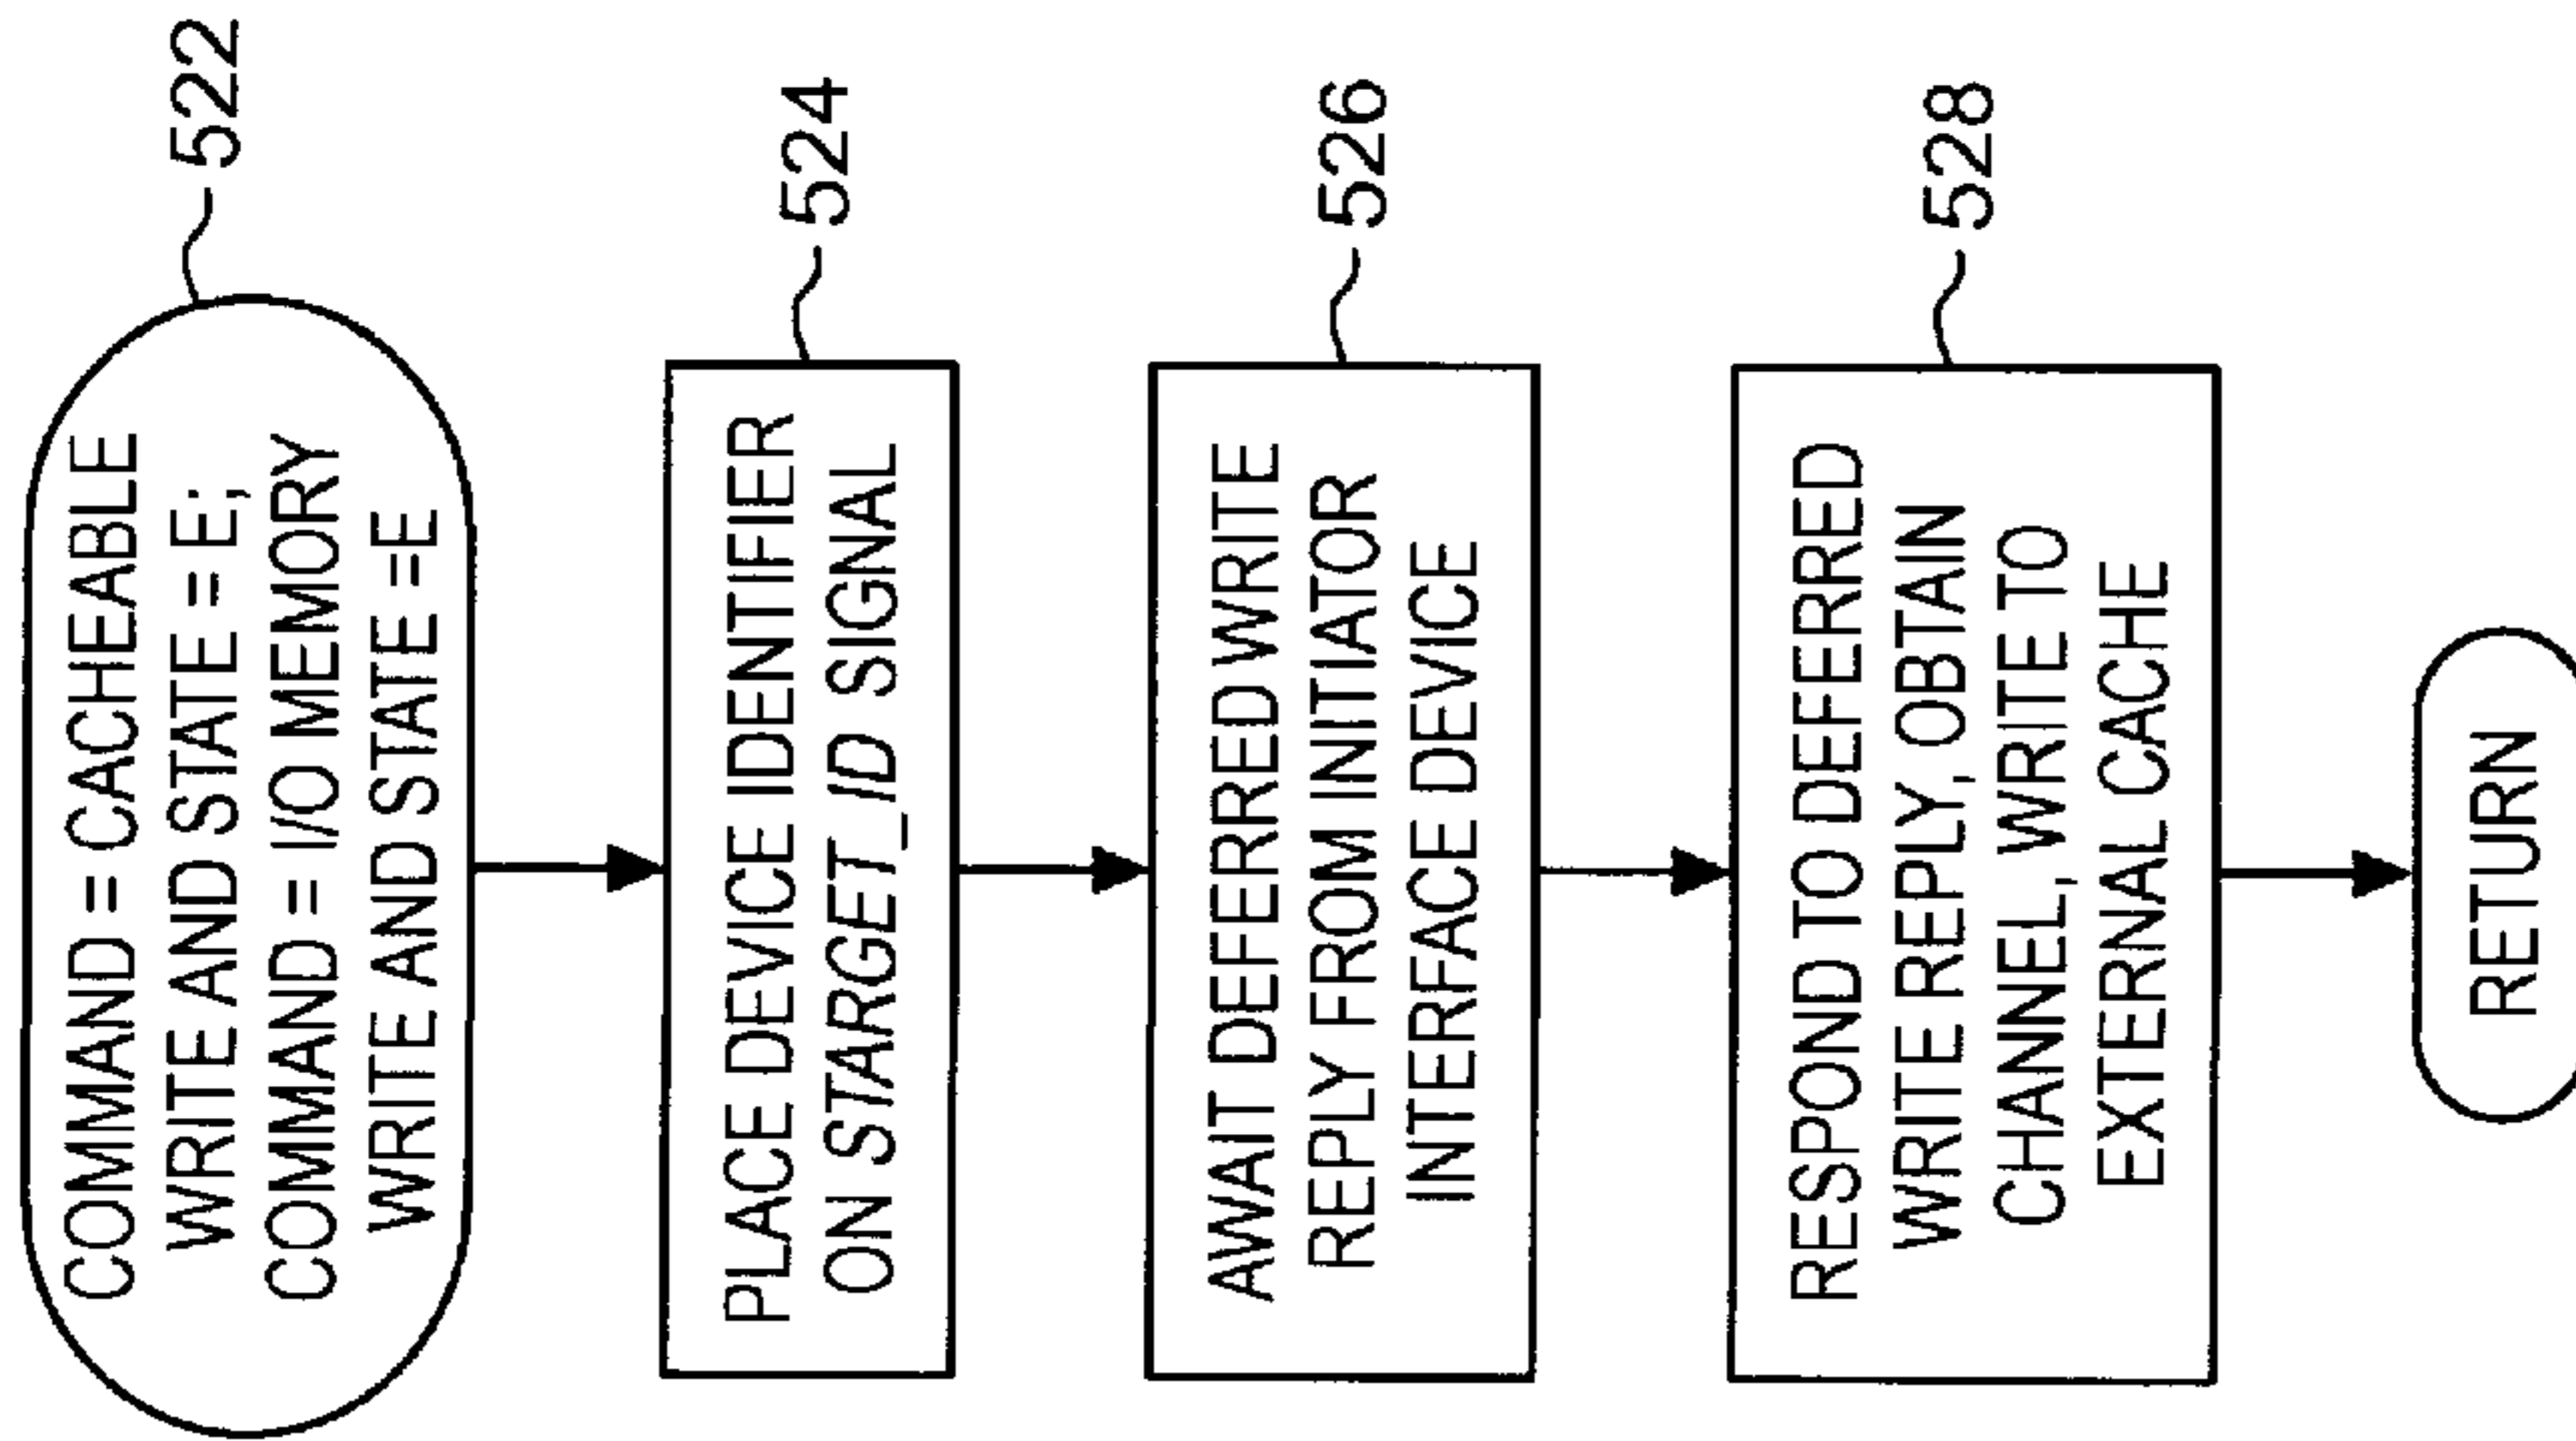 COMMAND = CACHEABLE
WRITE AND STATE = E;
COMMAND = I/O MEMORY
WRITE AND STATE =E
522
PLACE DEVICE IDENTIFIER
ON STARGET_ID SIGNAL
524
AWAIT DEFERRED WRITE
REPLY FROM INITIATOR
INTERFACE DEVICE
526
RESPOND TO DEFERRED
WRITE REPLY, OBTAIN
CHANNEL, WRITE TO
EXTERNAL CACHE
528
RETURN